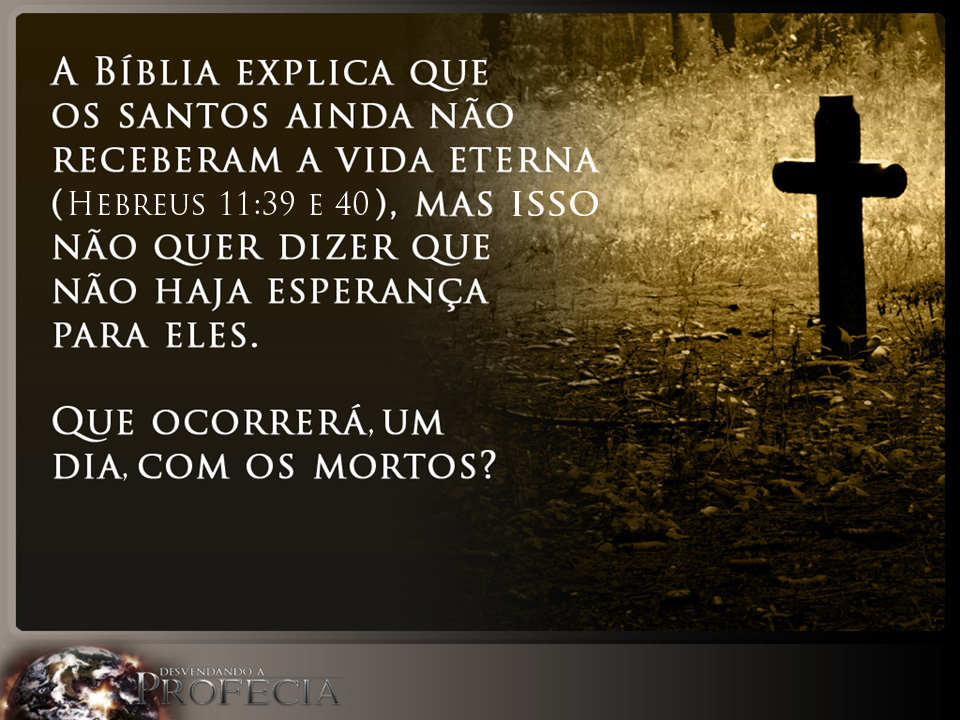 A Bíblia explica que
os santos ainda não
receberam a vida eterna
(Hebreus 11:39 e 40), mas isso
não quer dizer que
não haja esperança
para eles.
Que ocorrerá, um
dia, com os mortos?
Desvendando a
Profecia